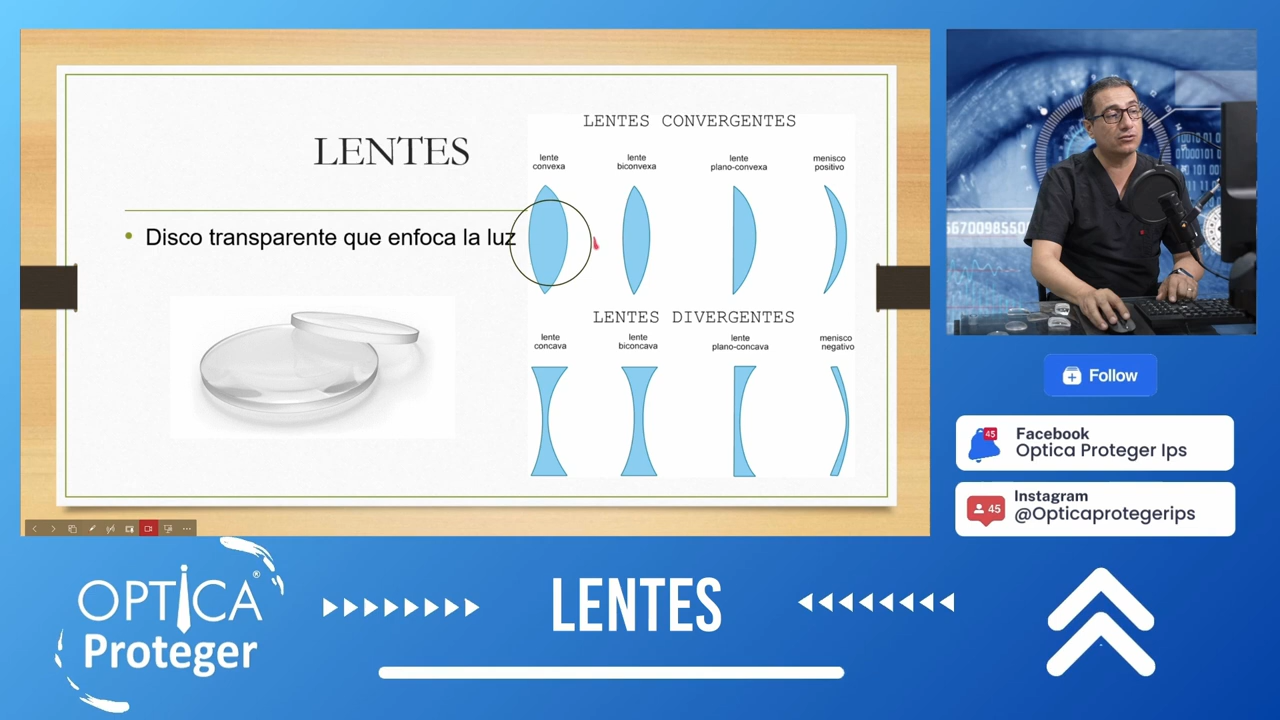 LENTES
• Disco transparente que enfoca la luz
LENTES CONVERGENTES
lente
convexa
lente
biconvexa
lente
plano-convexa
menisco
positivo
LENTES DIVERGENTES
lente
concava
lente
biconcava
lente
plano-concava
menisco
negativo
Follow
45
Facebook
Optica Proteger Ips
45
Instagram
@Opticaprotegerips
OPTICA®
Proteger
LENTES